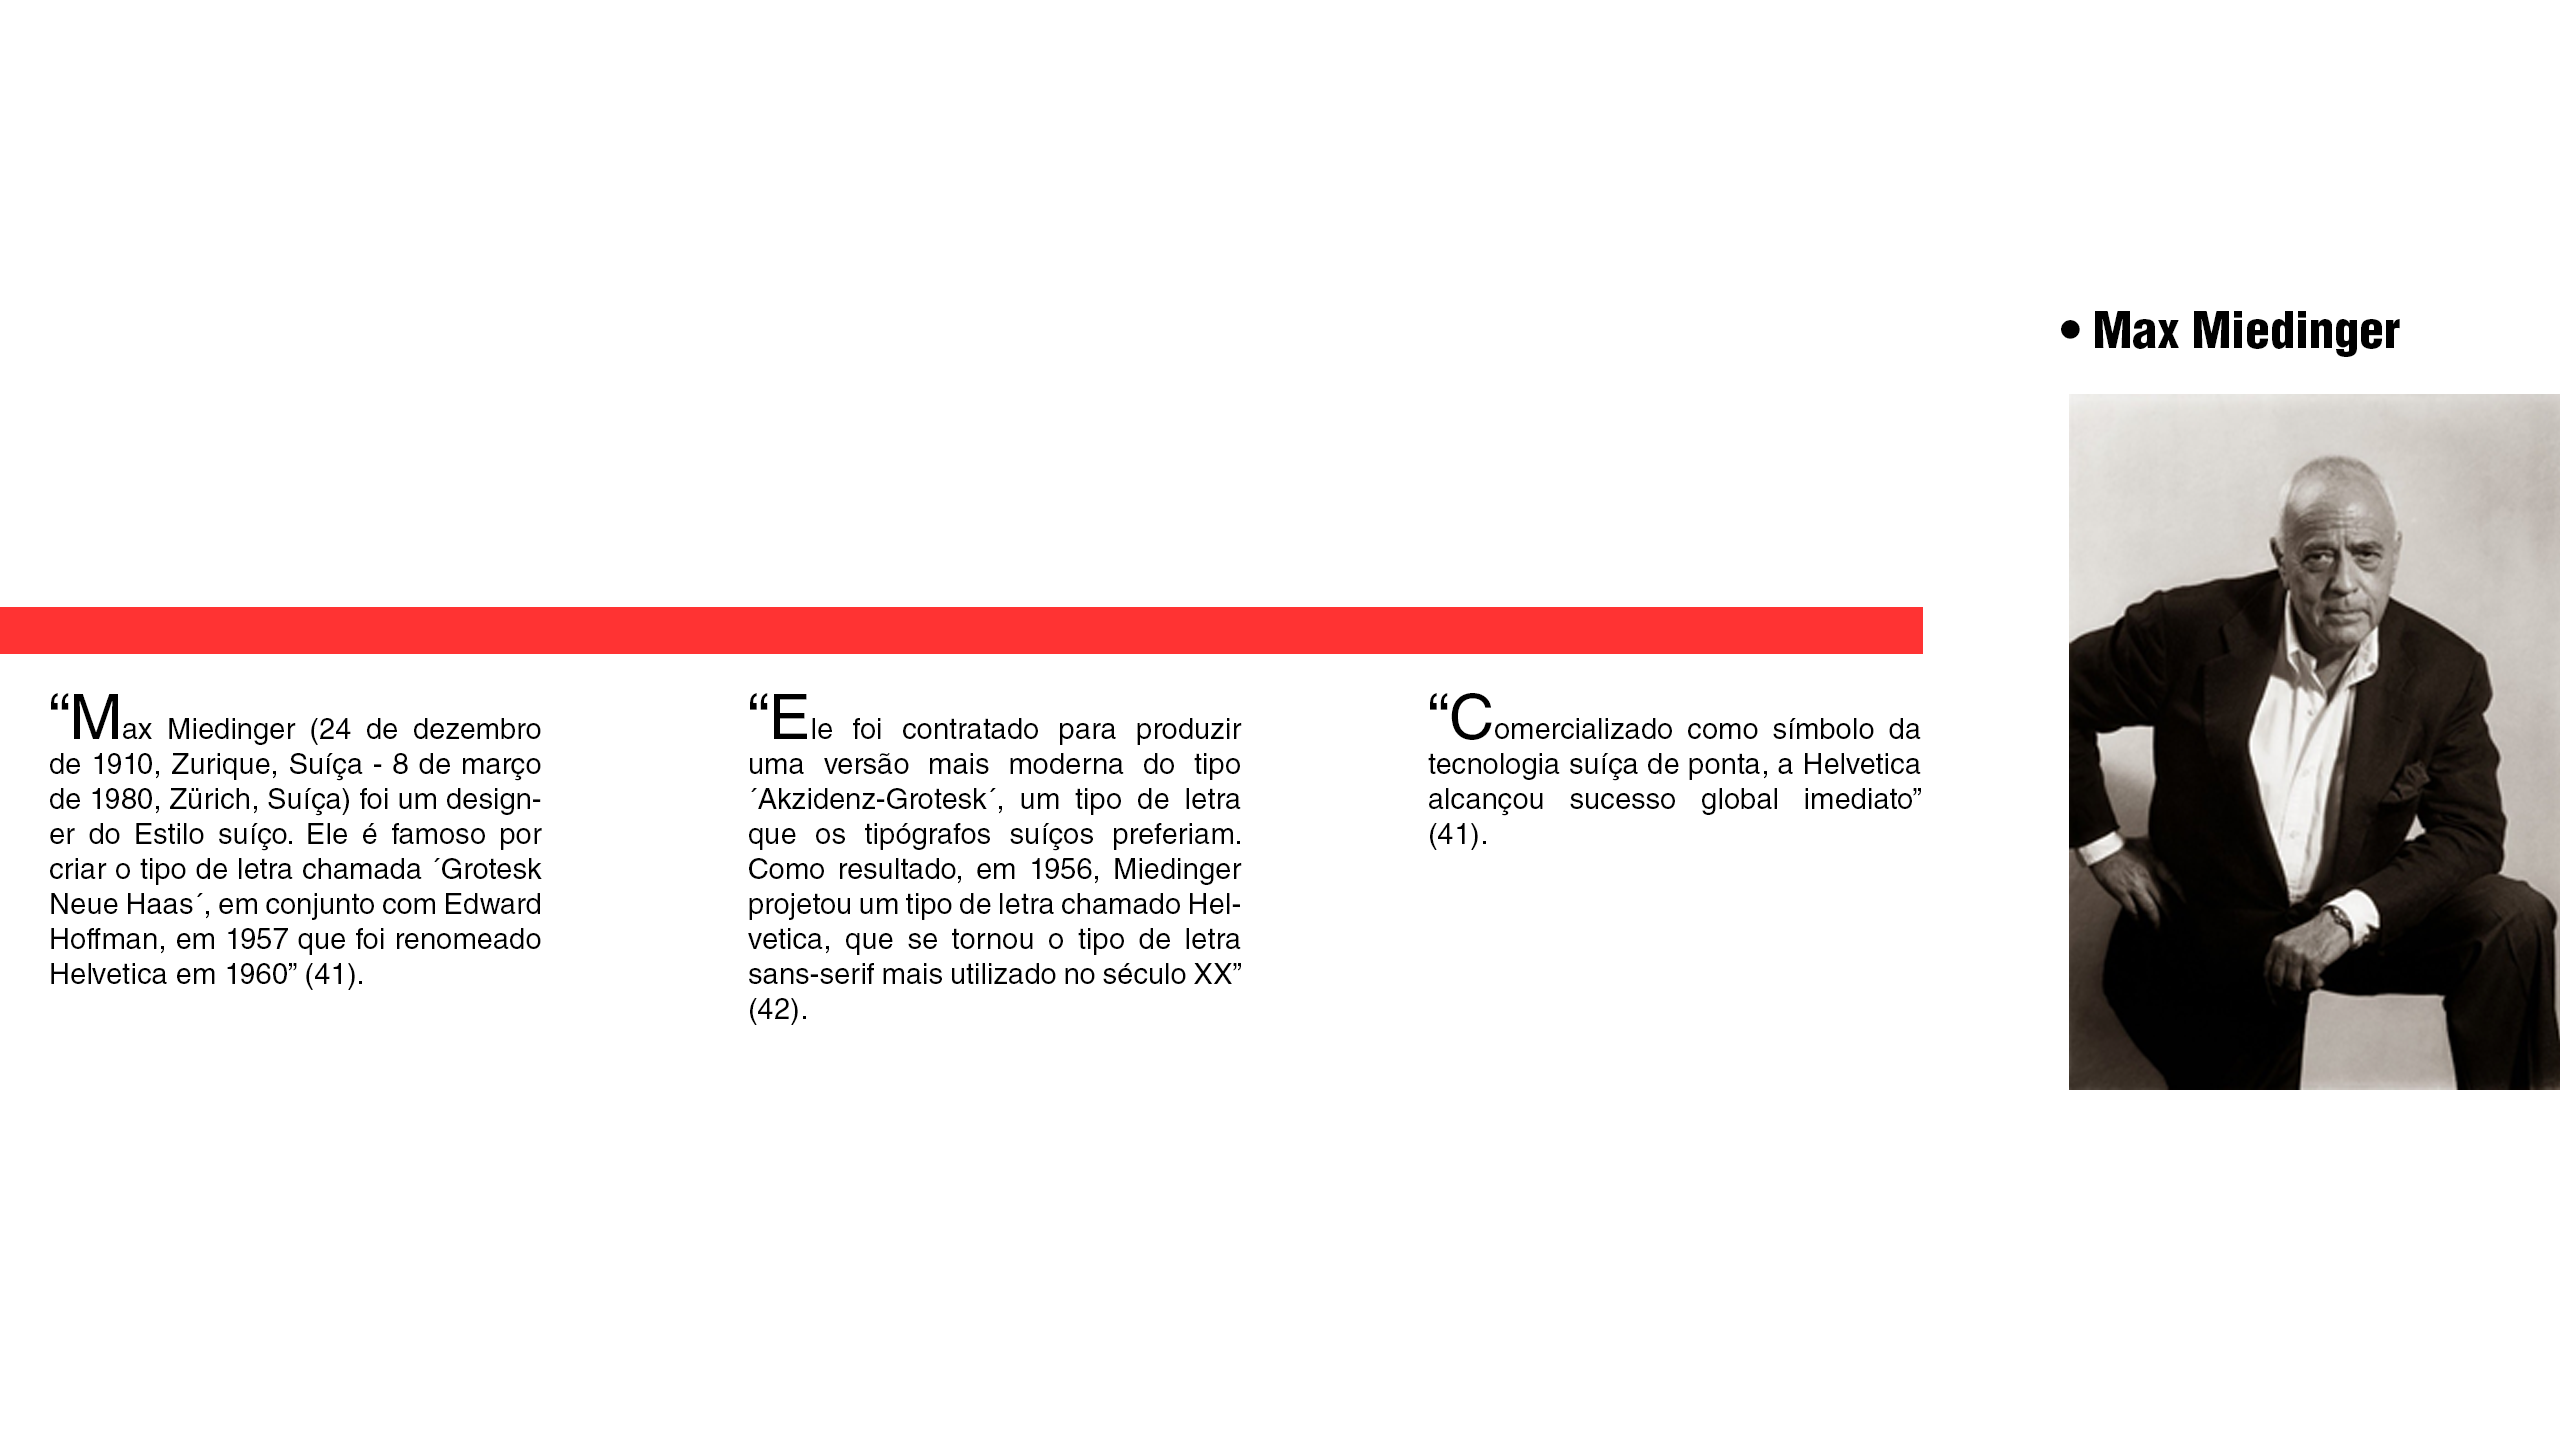 • Max Miedinger
“Max Miedinger (24 de dezembro
de 1910, Zurique, Suíça - 8 de março
de 1980, Zürich, Suíça) foi um design-
er do Estilo suíço. Ele é famoso por
criar o tipo de letra chamada ´Grotesk
Neue Haas´, em conjunto com Edward
Hoffman, em 1957 que foi renomeado
Helvetica em 1960” (41).
“Ele foi contratado para produzir
uma versão mais moderna do tipo
´Akzidenz-Grotesk´, um tipo de letra
que os tipógrafos suíços preferiam.
Como resultado, em 1956, Miedinger
projetou um tipo de letra chamado Hel-
vetica, que se tornou o tipo de letra
sans-serif mais utilizado no século XX”
(42).
“Comercializado como símbolo da
tecnologia suíça de ponta, a Helvetica
alcançou sucesso global imediato”
(41).